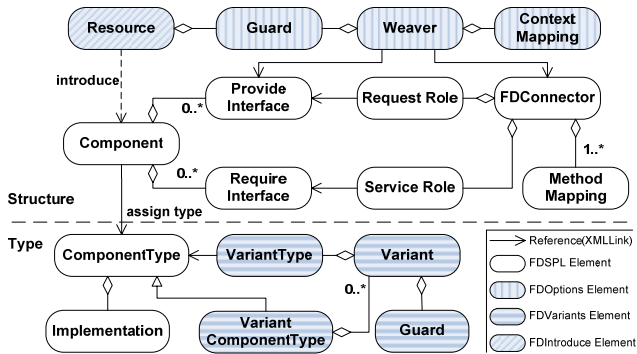 Resource
Guard
Weaver
Context
Mapping
introduce
Provide
Interface
Request Role
FDConnector
0..*
Component
1..*
0..*
Require
Interface
Service Role
Method
Mapping
Structure
assign type
Type
ComponentType
VariantType
Variant
0..*
Implementation
Variant
ComponentType
Guard
Reference(XMLLink)
FDSPL Element
FDOptions Element
FDVariants Element
FDIntroduce Element